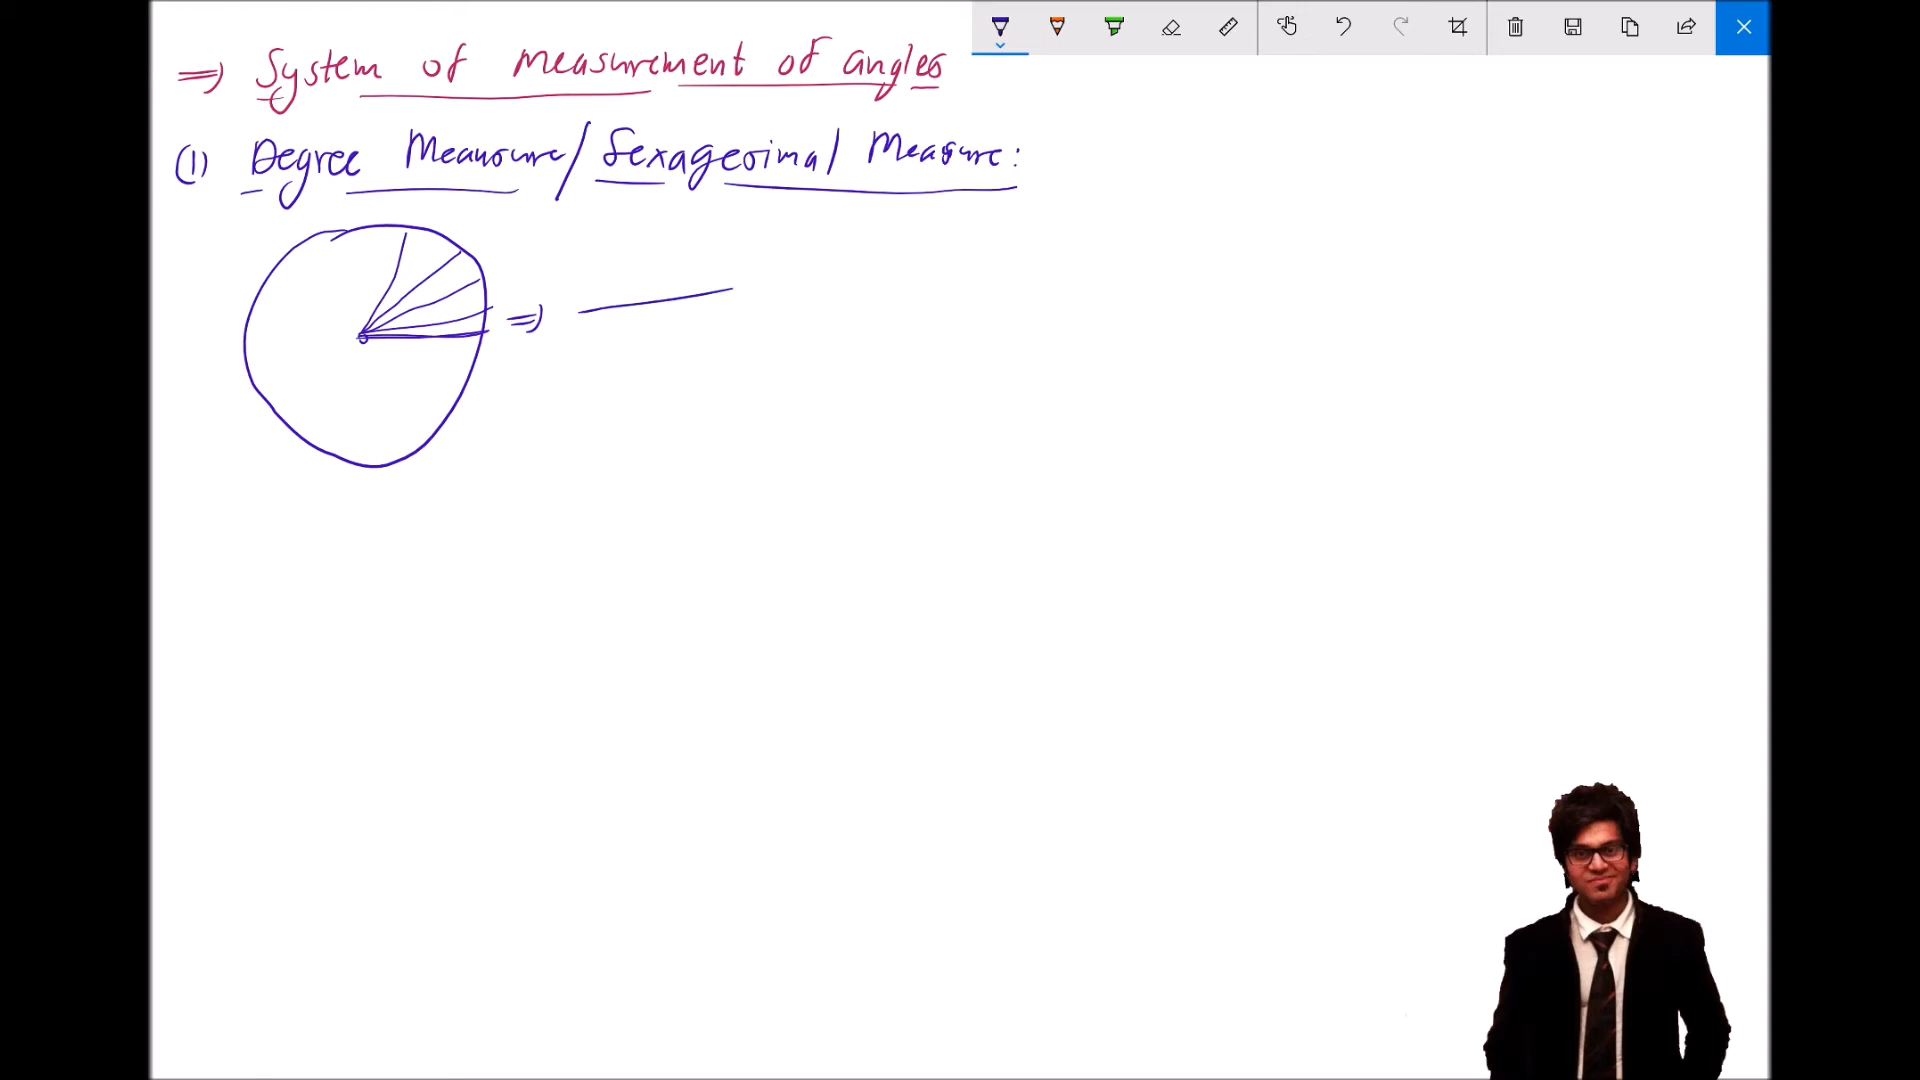 ⇒ System of measurement of angles
(1) Degree Measure/Sexagesimal Measure:
⇒